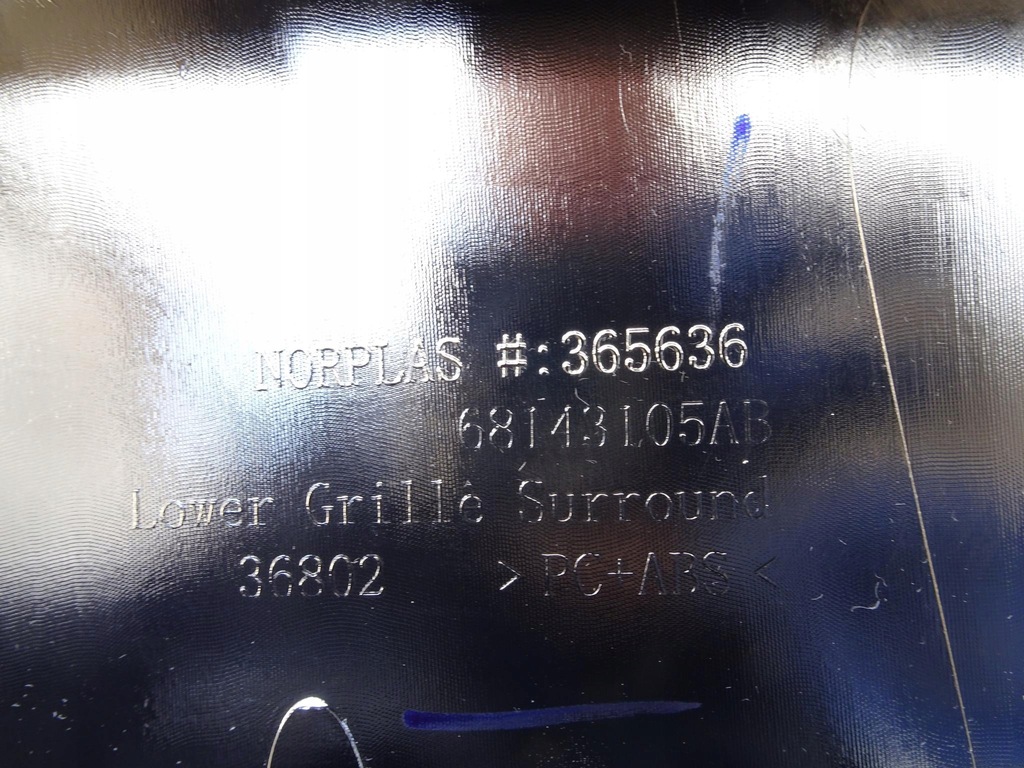 NORPLAS #:365636
68143105AB
Lower Grille Surround
36802 >PC+ABS<